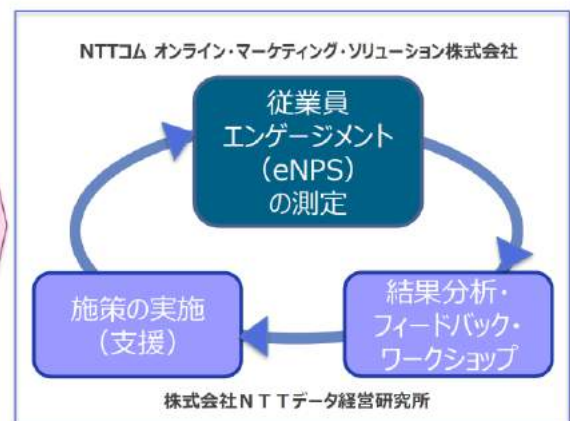 NTTコム オンライン・マーケティング・ソリューション株式会社
従業員
エンゲージメント
（eNPS）
の測定
施策の実施
（支援）
結果分析・
フィードバック・
ワークショップ
株式会社ＮＴＴデータ経営研究所